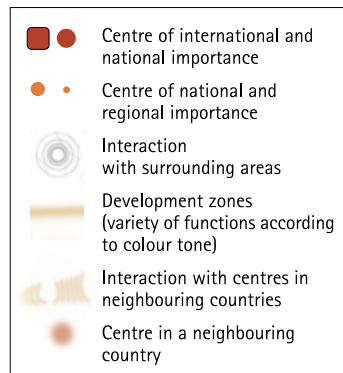 Centre of international and
national importance
Centre of national and
regional importance
Interaction
with surrounding areas
Development zones
(variety of functions according
to colour tone)
Interaction with centres in
neighbouring countries
Centre in a neighbouring
country